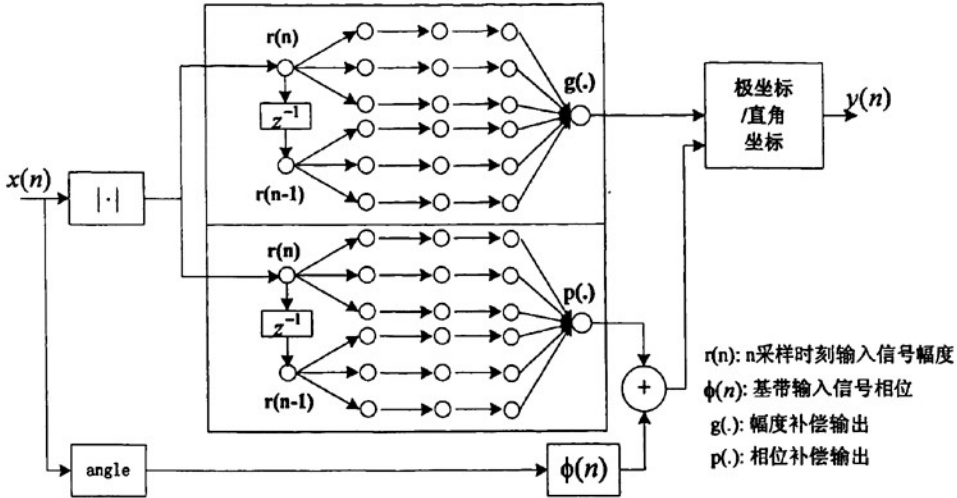 r(n)
z⁻¹
r(n-1)
g(.)
极坐标
/直角
坐标
y(n)
x(n)
|·|
r(n)
z⁻¹
r(n-1)
p(.)
+
angle
ϕ(n)
r(n): n采样时刻输入信号幅度
ϕ(n): 基带输入信号相位
g(.): 幅度补偿输出
p(.): 相位补偿输出